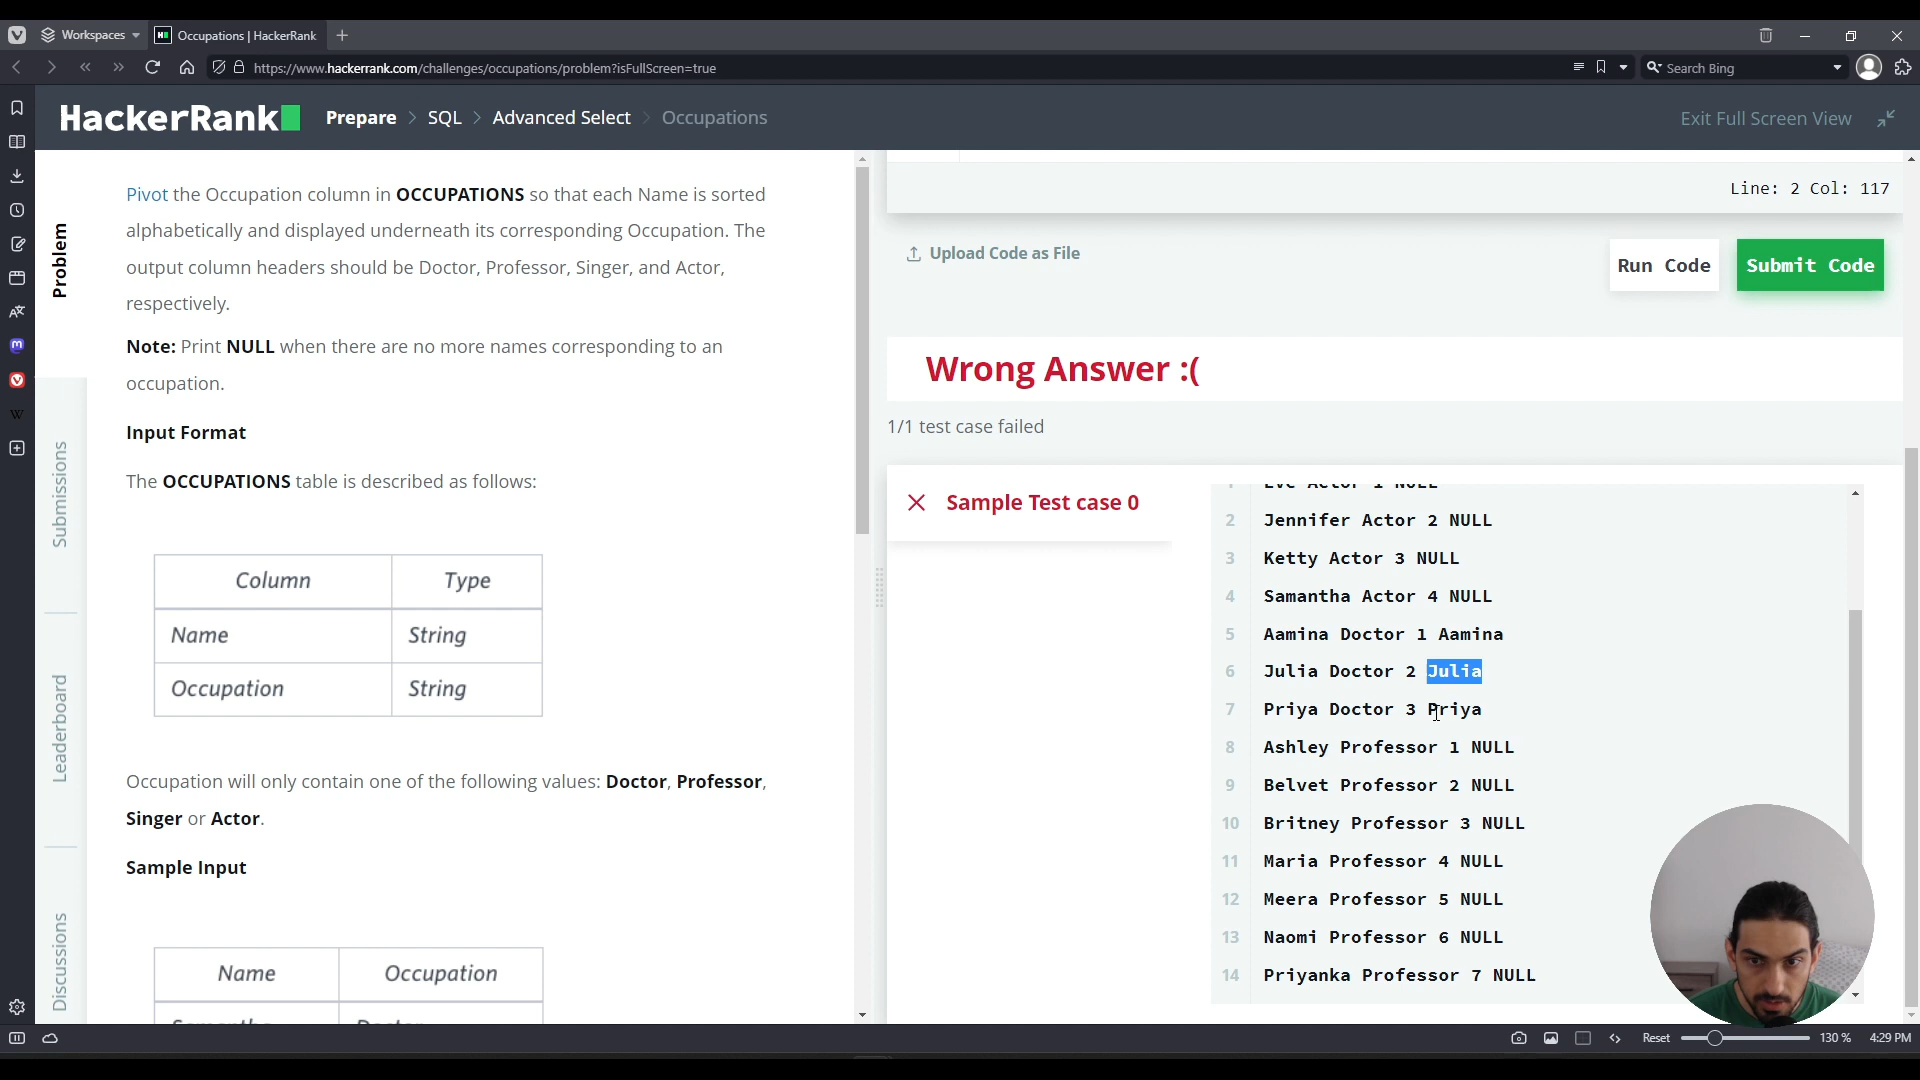 Workspaces
Occupations | HackerRank
https://www.hackerrank.com/challenges/occupations/problem?isFullScreen=true
Search Bing
HackerRank
Prepare > SQL > Advanced Select > Occupations
Exit Full Screen View
Problem
Submissions
Leaderboard
Discussions
Pivot the Occupation column in OCCUPATIONS so that each Name is sorted
alphabetically and displayed underneath its corresponding Occupation. The
output column headers should be Doctor, Professor, Singer, and Actor,
respectively.
Note: Print NULL when there are no more names corresponding to an
occupation.
Input Format
The OCCUPATIONS table is described as follows:
Column Type
Name String
Occupation String
Occupation will only contain one of the following values: Doctor, Professor,
Singer or Actor.
Sample Input
Name Occupation
Samantha Doctor
Line: 2 Col: 117
Upload Code as File
Run Code
Submit Code
Wrong Answer :(
1/1 test case failed
Sample Test case 0
1 Eve Actor 1 NULL
2 Jennifer Actor 2 NULL
3 Ketty Actor 3 NULL
4 Samantha Actor 4 NULL
5 Aamina Doctor 1 Aamina
6 Julia Doctor 2 Julia
7 Priya Doctor 3 Priya
8 Ashley Professor 1 NULL
9 Belvet Professor 2 NULL
10 Britney Professor 3 NULL
11 Maria Professor 4 NULL
12 Meera Professor 5 NULL
13 Naomi Professor 6 NULL
14 Priyanka Professor 7 NULL
Reset
130 %
4:29 PM